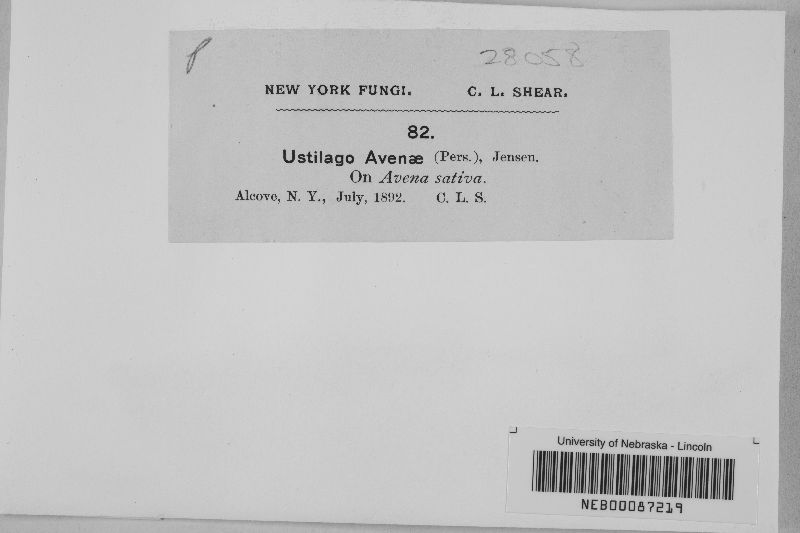 P 28058
NEW YORK FUNGI. C. L. SHEAR.
82.
Ustilago Avenæ (Pers.), Jensen.
On Avena sativa.
Alcove, N. Y., July, 1892. C. L. S.
University of Nebraska - Lincoln
NEB00087219